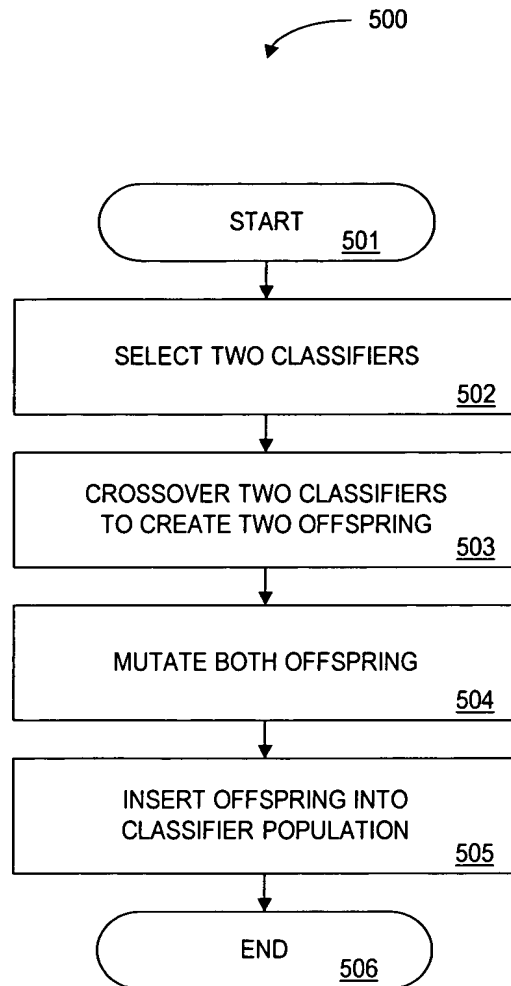 500
START
501
SELECT TWO CLASSIFIERS
502
CROSSOVER TWO CLASSIFIERS
TO CREATE TWO OFFSPRING
503
MUTATE BOTH OFFSPRING
504
INSERT OFFSPRING INTO
CLASSIFIER POPULATION
505
END
506